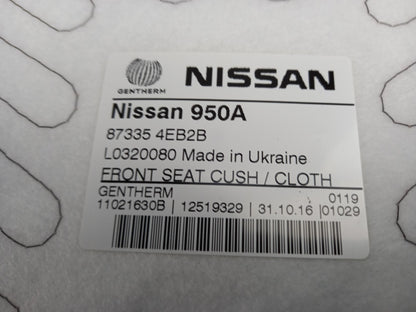 GENTHERM NISSAN
Nissan 950A
87335 4EB2B
L0320080 Made in Ukraine
FRONT SEAT CUSH / CLOTH
GENTHERM 0119
11021630B | 12519329 | 31.10.16 |01029